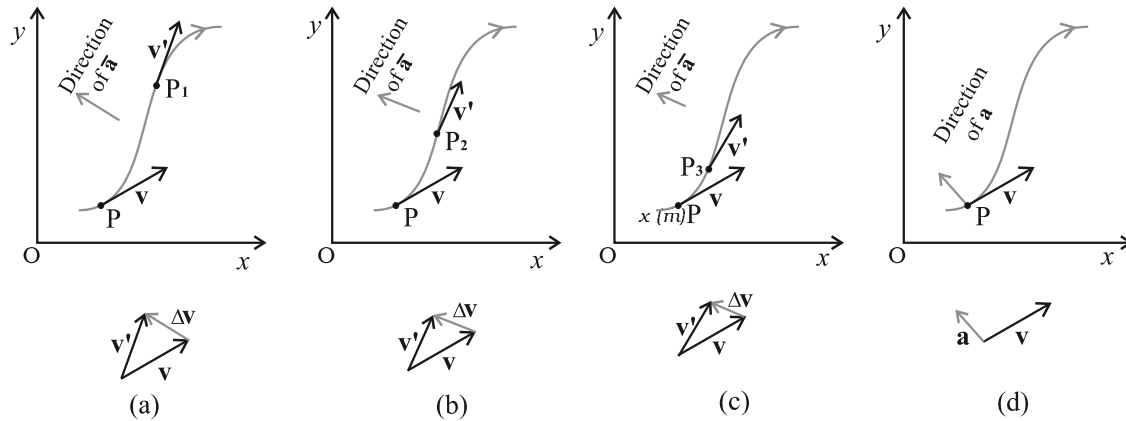 y
Direction
of a̅
v'
P1
P
v
O
x
Δv
v'
v
(a)
y
Direction
of a̅
v'
P2
P
v
O
x
Δv
v'
v
(b)
y
Direction
of a̅
v'
P3
x (m)P
v
O
x
Δv
v'
v
(c)
y
Direction
of a
P
v
O
x
a
v
(d)